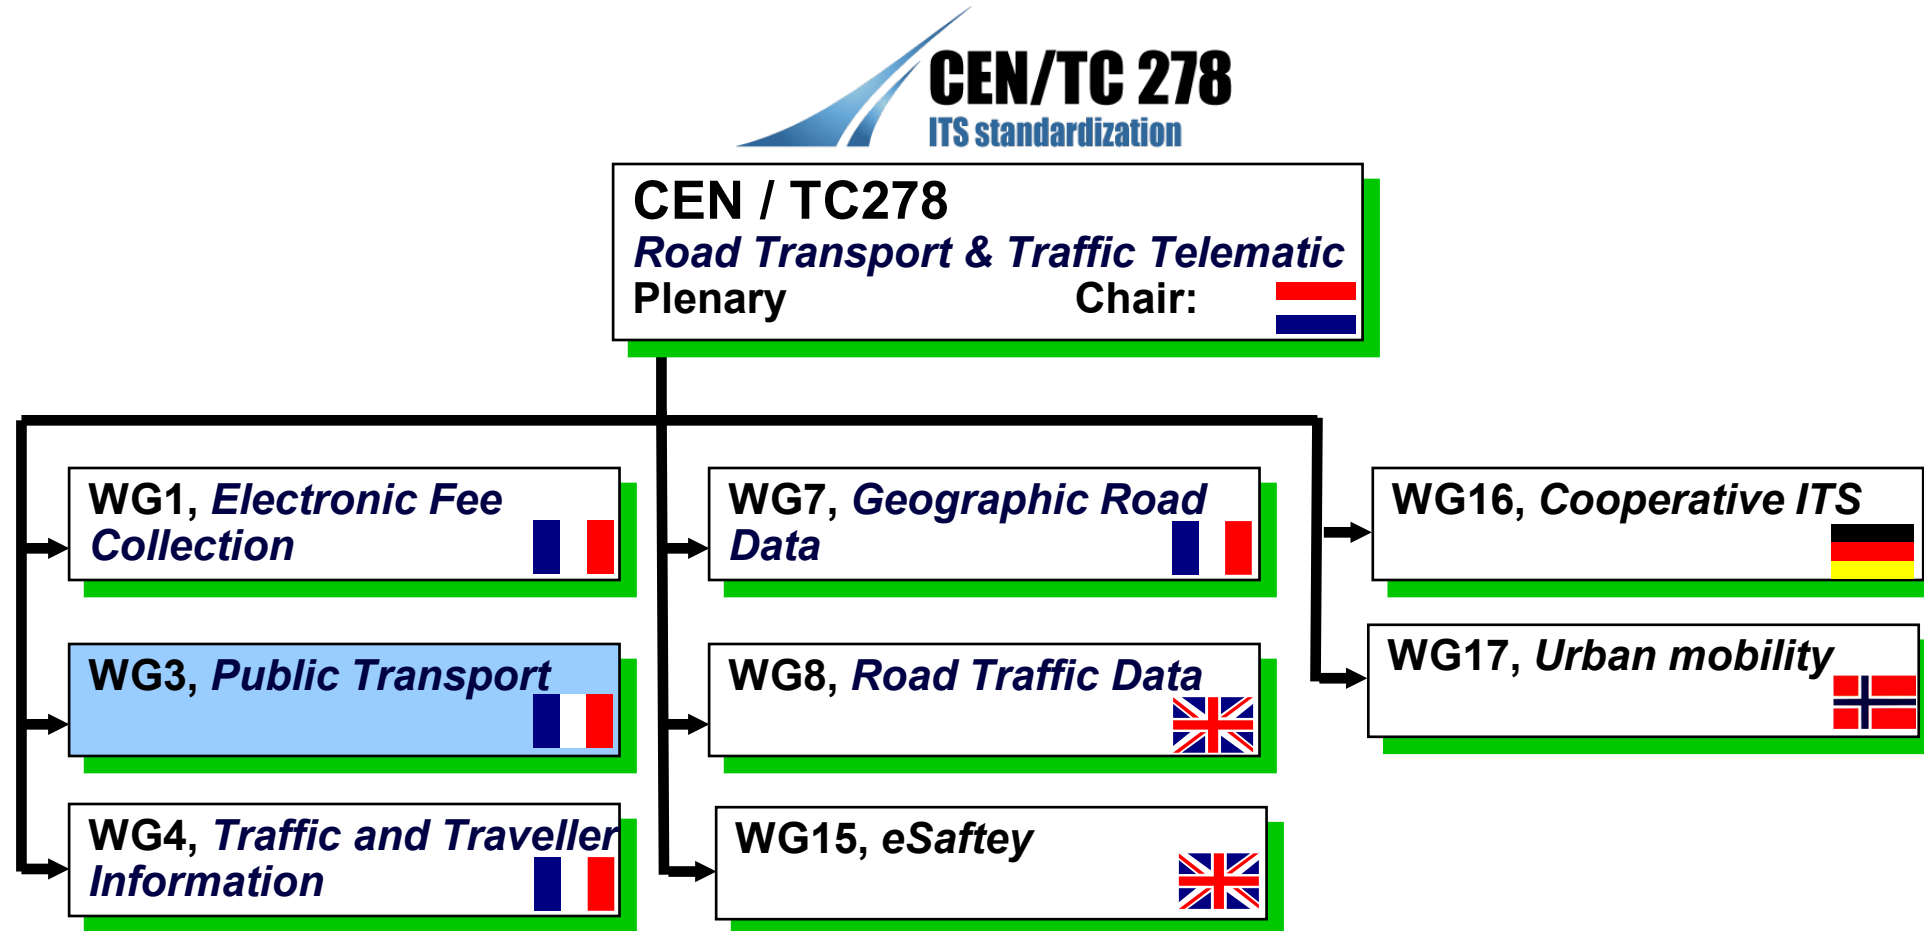 CEN/TC 278
ITS standardization
CEN / TC278
Road Transport & Traffic Telematic
Plenary Chair:
WG1, Electronic Fee
Collection
WG3, Public Transport
WG4, Traffic and Traveller
Information
WG7, Geographic Road
Data
WG8, Road Traffic Data
WG15, eSaftey
WG16, Cooperative ITS
WG17, Urban mobility